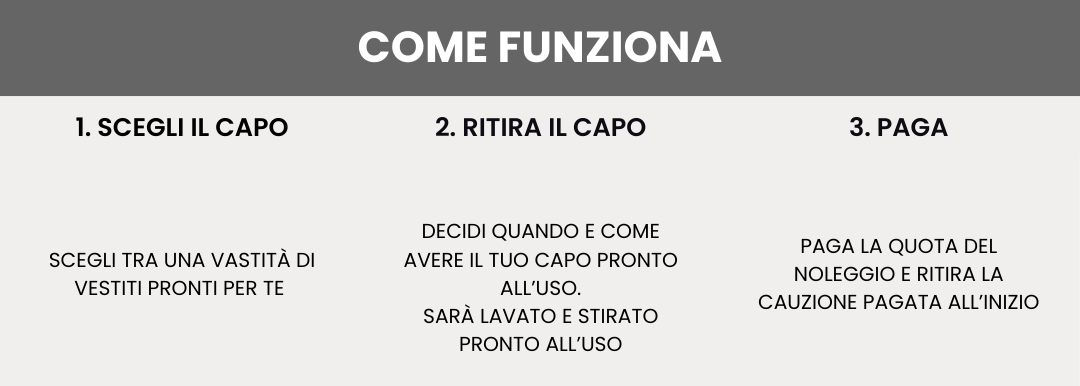 COME FUNZIONA
1. SCEGLI IL CAPO
SCEGLI TRA UNA VASTITÀ DI
VESTITI PRONTI PER TE
2. RITIRA IL CAPO
DECIDI QUANDO E COME
AVERE IL TUO CAPO PRONTO
ALL’USO.
SARÀ LAVATO E STIRATO
PRONTO ALL’USO
3. PAGA
PAGA LA QUOTA DEL
NOLEGGIO E RITIRA LA
CAUZIONE PAGATA ALL’INIZIO